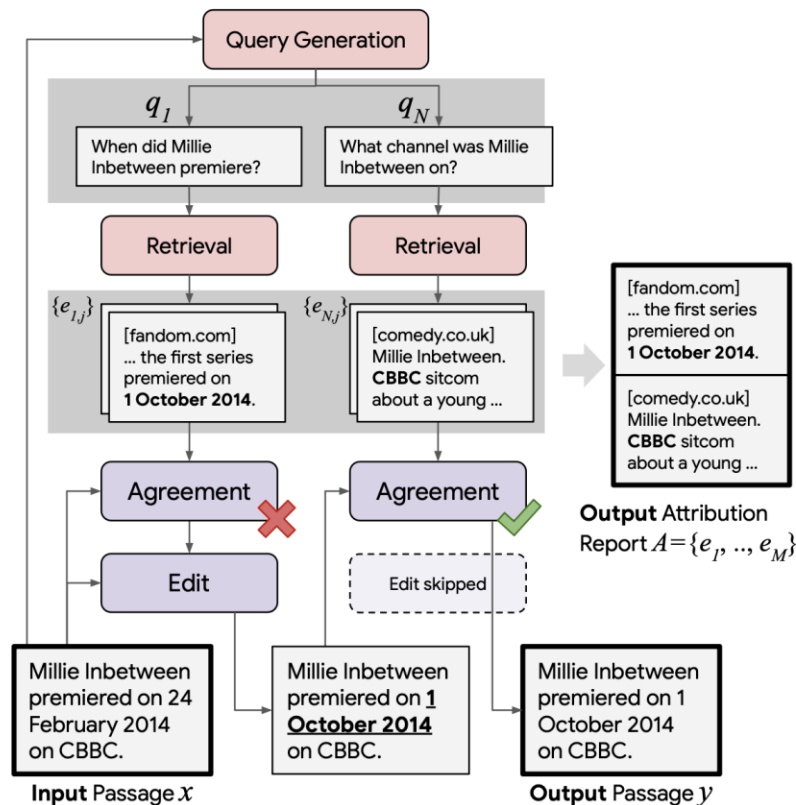 Query Generation
q1
qN
When did Millie
Inbetween premiere?
What channel was Millie
Inbetween on?
Retrieval
Retrieval
{e1,j}
[fandom.com]
... the first series
premiered on
1 October 2014.
{eN,j}
[comedy.co.uk]
Millie Inbetween.
CBBC sitcom
about a young ...
[fandom.com]
... the first series
premiered on
1 October 2014.
[comedy.co.uk]
Millie Inbetween.
CBBC sitcom
about a young ...
Output Attribution
Report A={e1, .., eM}
Agreement
Agreement
Edit
Edit skipped
Millie Inbetween
premiered on 24
February 2014
on CBBC.
Input Passage x
Millie Inbetween
premiered on 1
October 2014
on CBBC.
Millie Inbetween
premiered on 1
October 2014
on CBBC.
Output Passage y